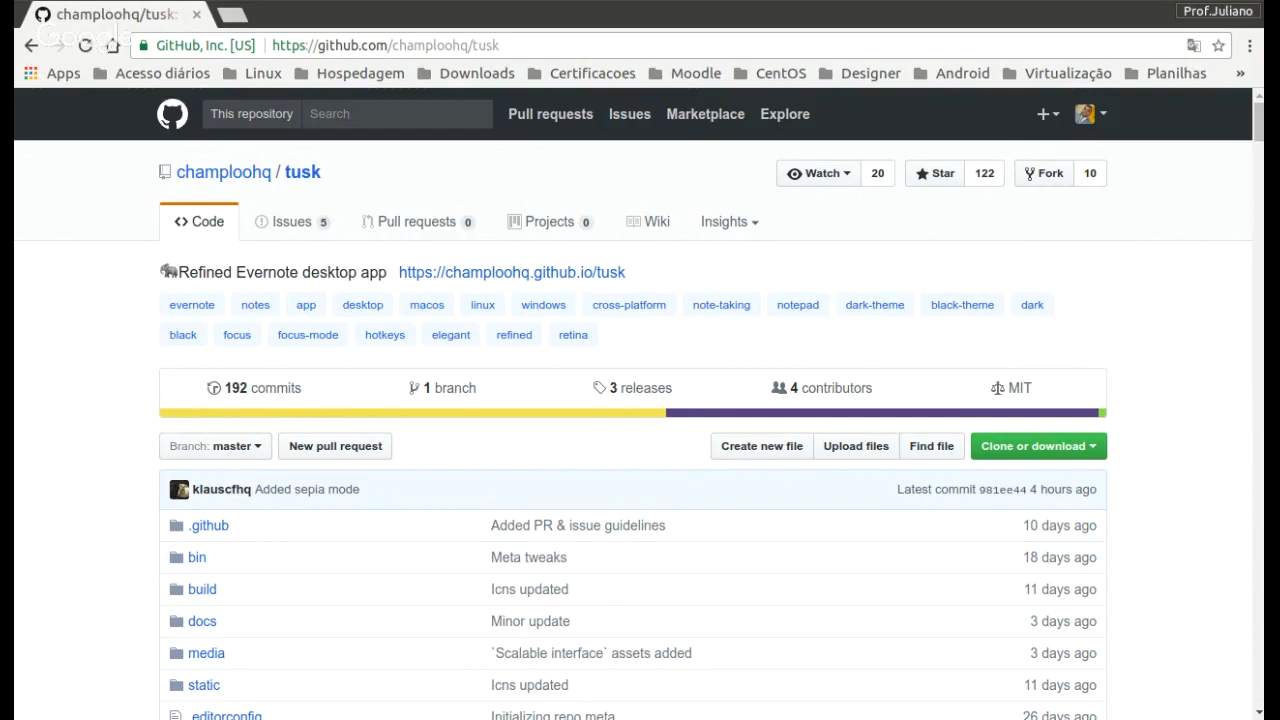 champloohq/tusk:
Prof.Juliano
Google
GitHub, Inc. [US] https://github.com/champloohq/tusk
Apps Acesso diários Linux Hospedagem Downloads Certificacoes Moodle CentOS Designer Android Virtualização Planilhas »
This repository Search Pull requests Issues Marketplace Explore
champloohq / tusk Watch 20 Star 122 Fork 10
Code Issues 5 Pull requests 0 Projects 0 Wiki Insights
Refined Evernote desktop app https://champloohq.github.io/tusk
evernote notes app desktop macos linux windows cross-platform note-taking notepad dark-theme black-theme dark
black focus focus-mode hotkeys elegant refined retina
192 commits 1 branch 3 releases 4 contributors MIT
Branch: master New pull request Create new file Upload files Find file Clone or download
klauscfhq Added sepia mode Latest commit 981ee44 4 hours ago
.github Added PR & issue guidelines 10 days ago
bin Meta tweaks 18 days ago
build Icns updated 11 days ago
docs Minor update 3 days ago
media `Scalable interface` assets added 3 days ago
static Icns updated 11 days ago
.editorconfig Initializing repo meta 26 days ago